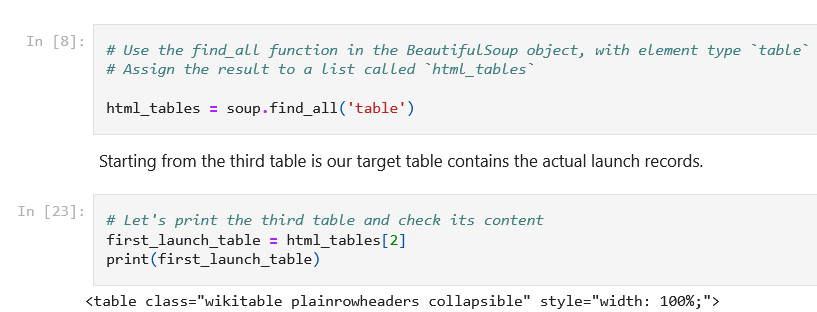 In [8]:
# Use the find_all function in the BeautifulSoup object, with element type `table`
# Assign the result to a list called `html_tables`
html_tables = soup.find_all('table')
Starting from the third table is our target table contains the actual launch records.
In [23]:
# Let's print the third table and check its content
first_launch_table = html_tables[2]
print(first_launch_table)
<table class="wikitable plainrowheaders collapsible" style="width: 100%;">